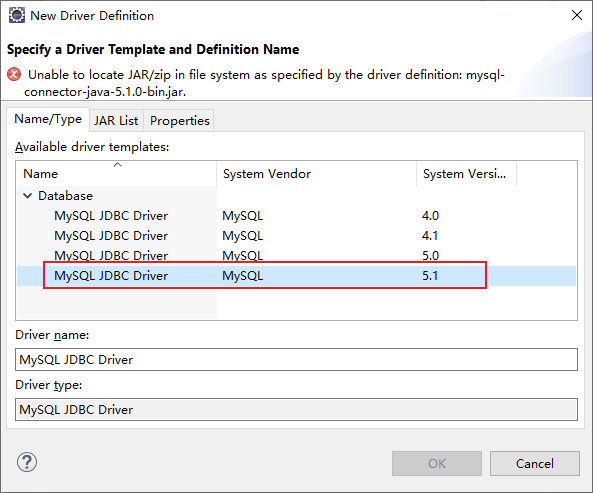 New Driver Definition
Specify a Driver Template and Definition Name
Unable to locate JAR/zip in file system as specified by the driver definition: mysql-
connector-java-5.1.0-bin.jar.
Name/Type JAR List Properties
Available driver templates:
Name System Vendor System Versi...
Database
MySQL JDBC Driver MySQL 4.0
MySQL JDBC Driver MySQL 4.1
MySQL JDBC Driver MySQL 5.0
MySQL JDBC Driver MySQL 5.1
Driver name:
MySQL JDBC Driver
Driver type:
MySQL JDBC Driver
? OK Cancel